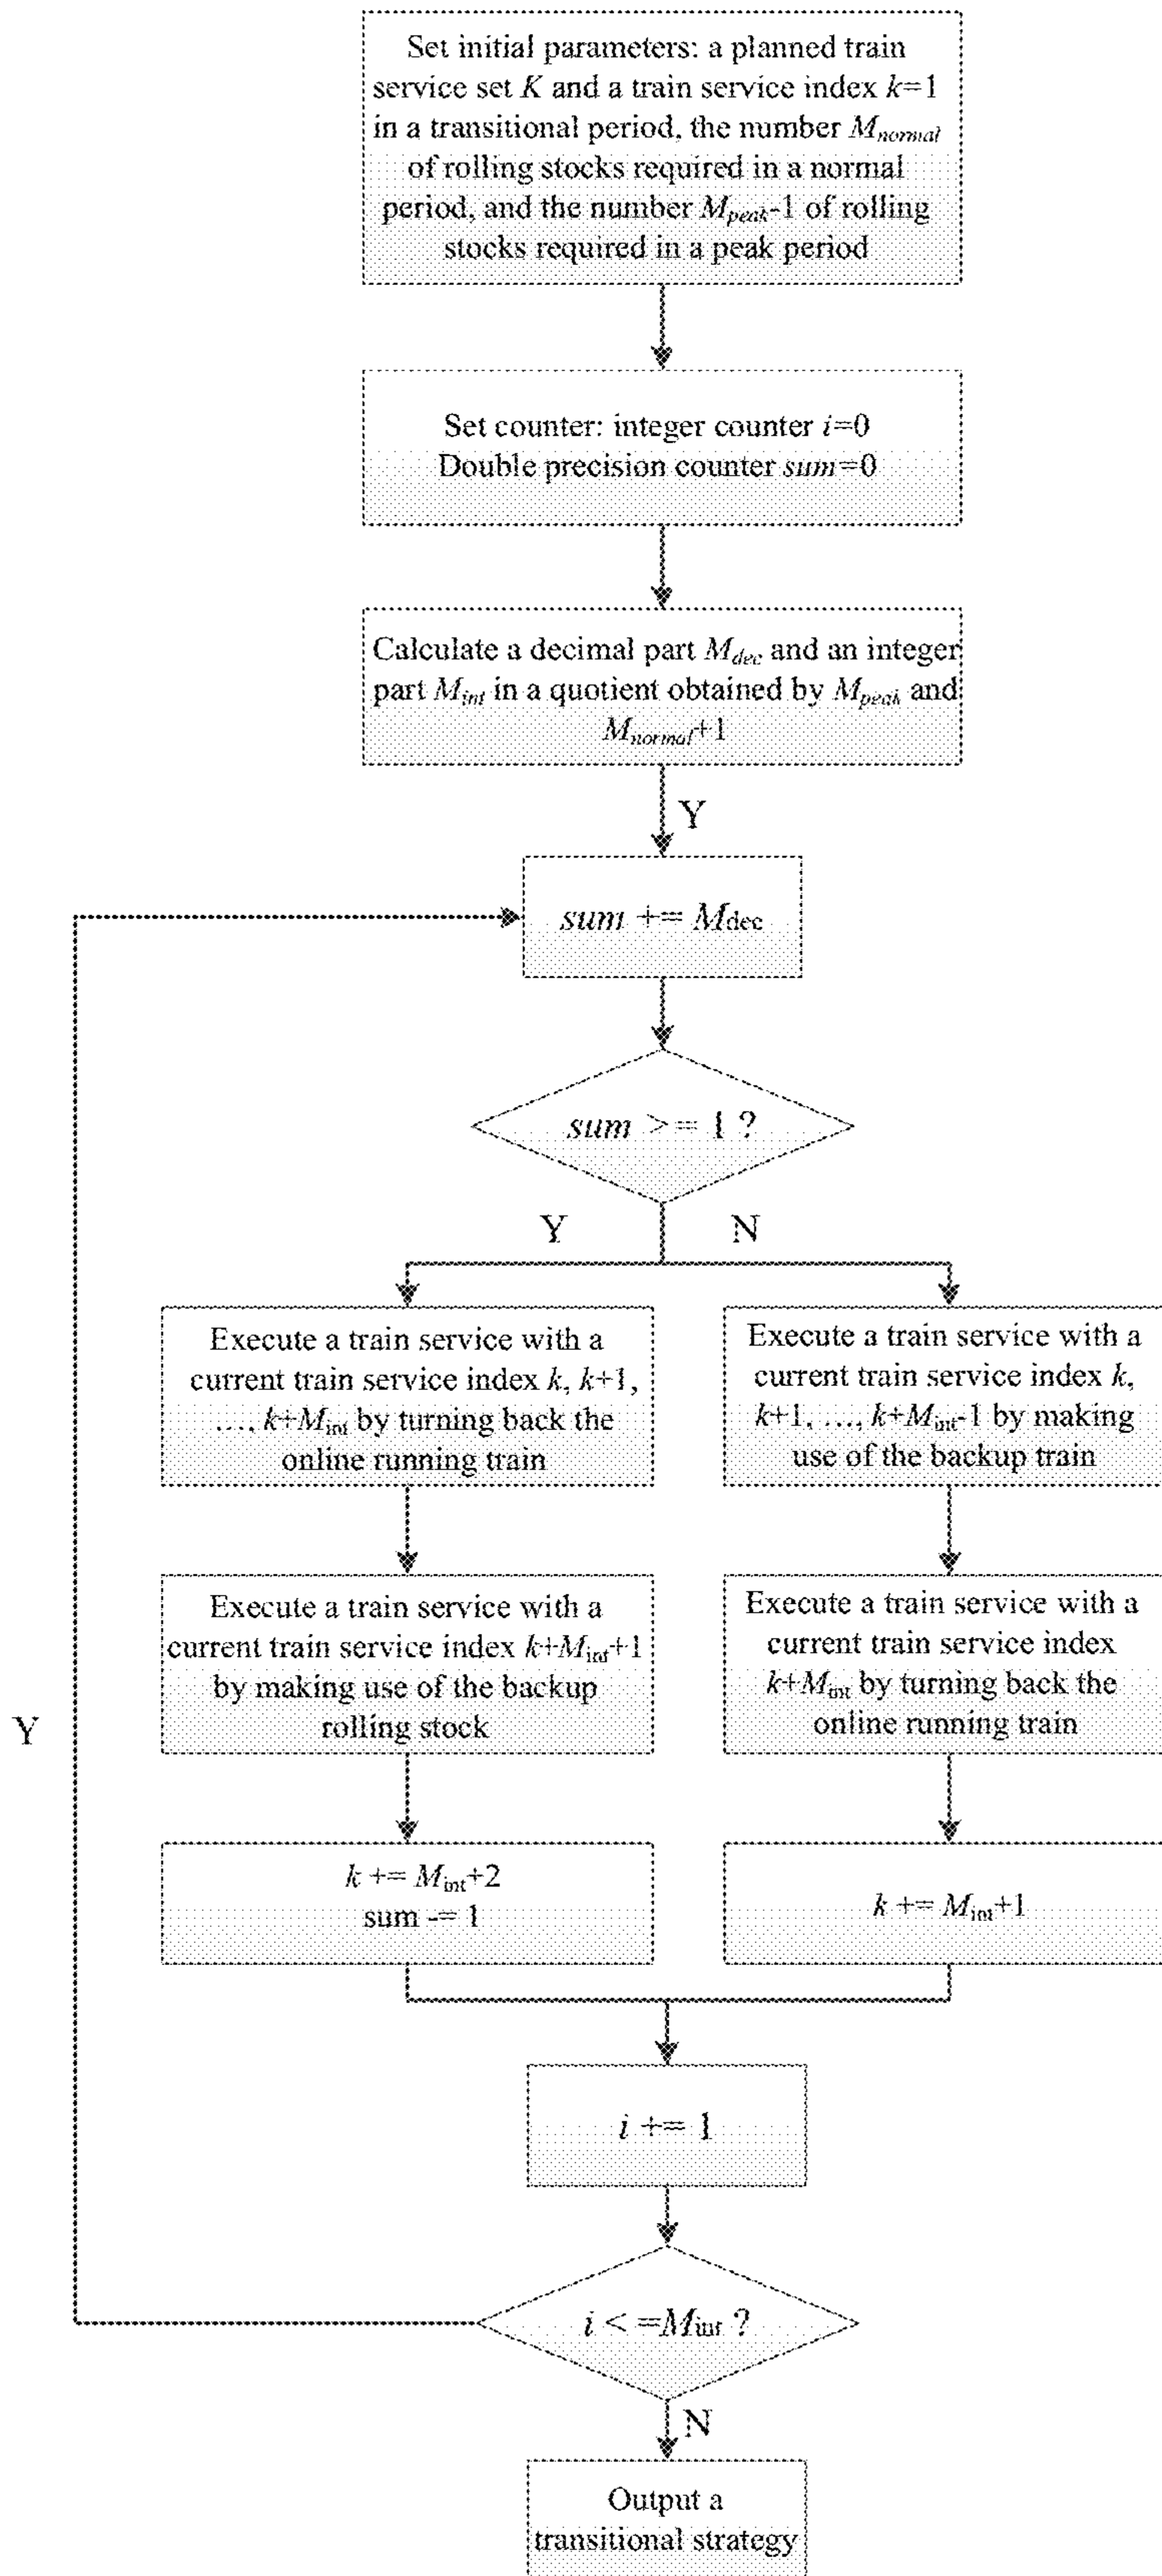 Set initial parameters: a planned train
service set K and a train service index k=1
in a transitional period, the number Mnormal
of rolling stocks required in a normal
period, and the number Mpeak-1 of rolling
stocks required in a peak period
Set counter: integer counter i=0
Double precision counter sum=0
Calculate a decimal part Mdec and an integer
part Mint in a quotient obtained by Mpeak and
Mnormal+1
Y
sum += Mdec
sum >= 1 ?
Y
N
Execute a train service with a
current train service index k, k+1,
…, k+Mint by turning back the
online running train
Execute a train service with a
current train service index k,
k+1, …, k+Mint-1 by making
use of the backup train
Execute a train service with a
current train service index k+Mint+1
by making use of the backup
rolling stock
Execute a train service with a
current train service index
k+Mint by turning back the
online running train
Y
k += Mint+2
sum -= 1
k += Mint+1
i += 1
i < =Mint ?
N
Output a
transitional strategy